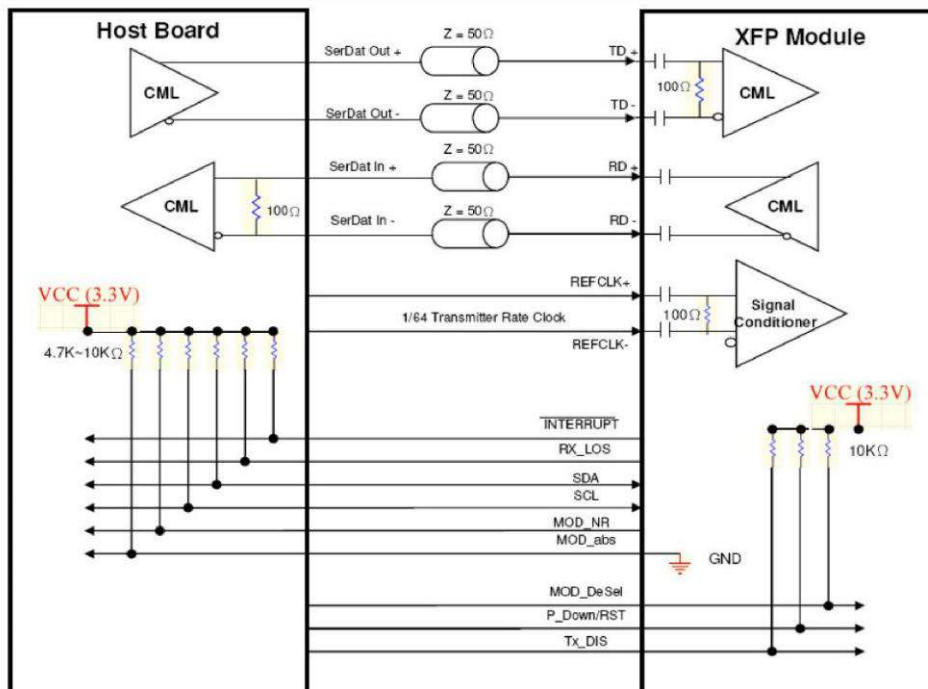 Host Board
XFP Module
Z = 50Ω
SerDat Out +
TD +
CML
100Ω
CML
Z = 50Ω
SerDat Out -
TD -
Z = 50Ω
SerDat In +
RD +
CML
100Ω
CML
Z = 50Ω
SerDat In -
RD -
REFCLK+
VCC (3.3V)
1/64 Transmitter Rate Clock
100Ω
Signal
Conditioner
REFCLK-
4.7K~10KΩ
VCC (3.3V)
INTERRUPT
10KΩ
RX_LOS
SDA
SCL
MOD_NR
MOD_abs
GND
MOD_DeSel
P_Down/RST
Tx_DIS